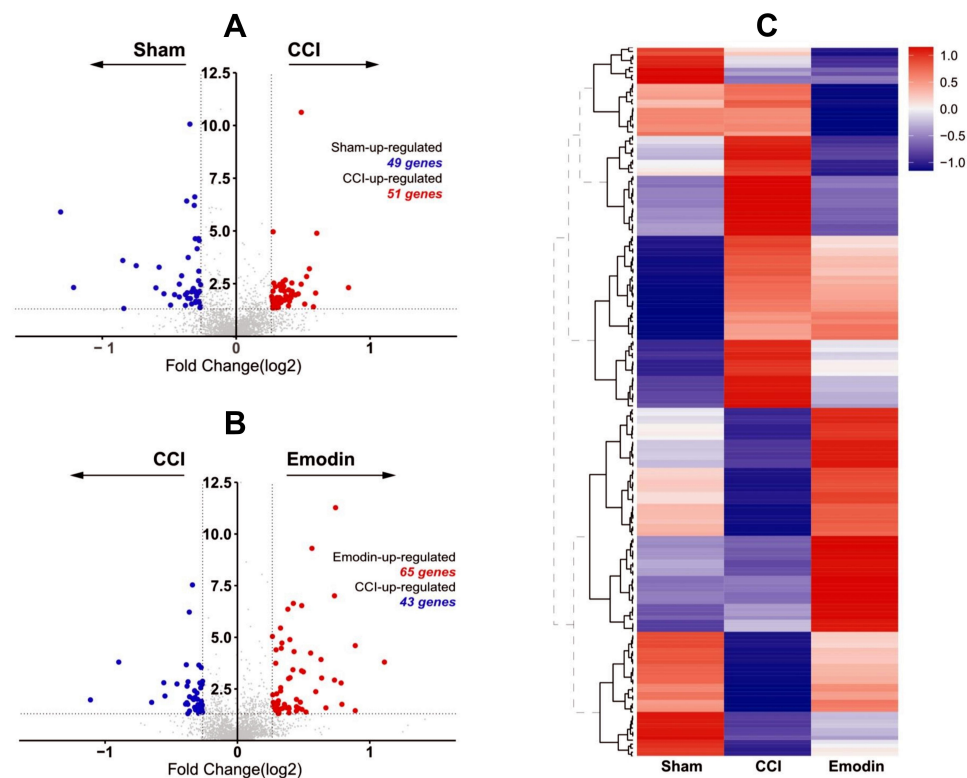 A
Sham
CCI
12.5
10.0
7.5
5.0
2.5
Sham-up-regulated
49 genes
CCI-up-regulated
51 genes
−1
0
1
Fold Change(log2)
B
CCI
Emodin
12.5
10.0
7.5
5.0
2.5
Emodin-up-regulated
65 genes
CCI-up-regulated
43 genes
−1
0
1
Fold Change(log2)
C
1.0
0.5
0.0
−0.5
−1.0
Sham CCI Emodin